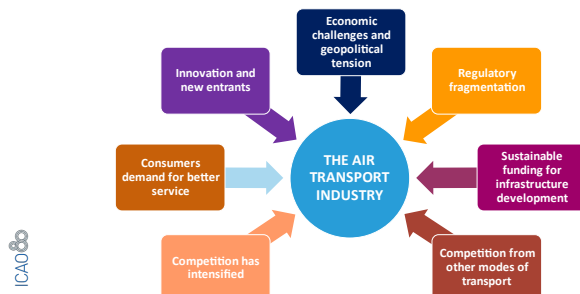 Economic
challenges and
geopolitical
tension
Innovation and
new entrants
Regulatory
fragmentation
Consumers
demand for better
service
THE AIR
TRANSPORT
INDUSTRY
Sustainable
funding for
infrastructure
development
Competition has
intensified
Competition from
other modes of
transport
ICAO